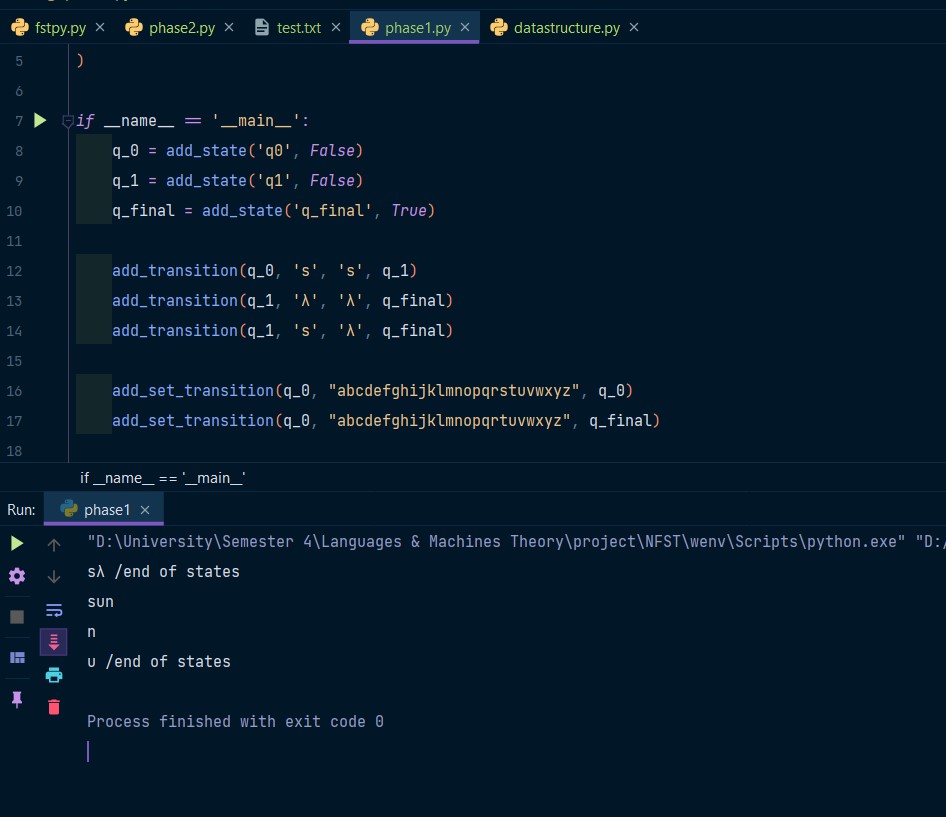 fstpy.py × phase2.py × test.txt × phase1.py × datastructure.py ×
5 )
6
7 if __name__ == '__main__':
8 q_0 = add_state('q0', False)
9 q_1 = add_state('q1', False)
10 q_final = add_state('q_final', True)
11
12 add_transition(q_0, 's', 's', q_1)
13 add_transition(q_1, 'λ', 'λ', q_final)
14 add_transition(q_1, 's', 'λ', q_final)
15
16 add_set_transition(q_0, "abcdefghijklmnopqrstuvwxyz", q_0)
17 add_set_transition(q_0, "abcdefghijklmnopqrtuvwxyz", q_final)
18
if __name__ == '__main__'
Run: phase1 ×
"D:\University\Semester 4\Languages & Machines Theory\project\NFST\wenv\Scripts\python.exe" "D:/
sλ /end of states
sun
n
u /end of states
Process finished with exit code 0